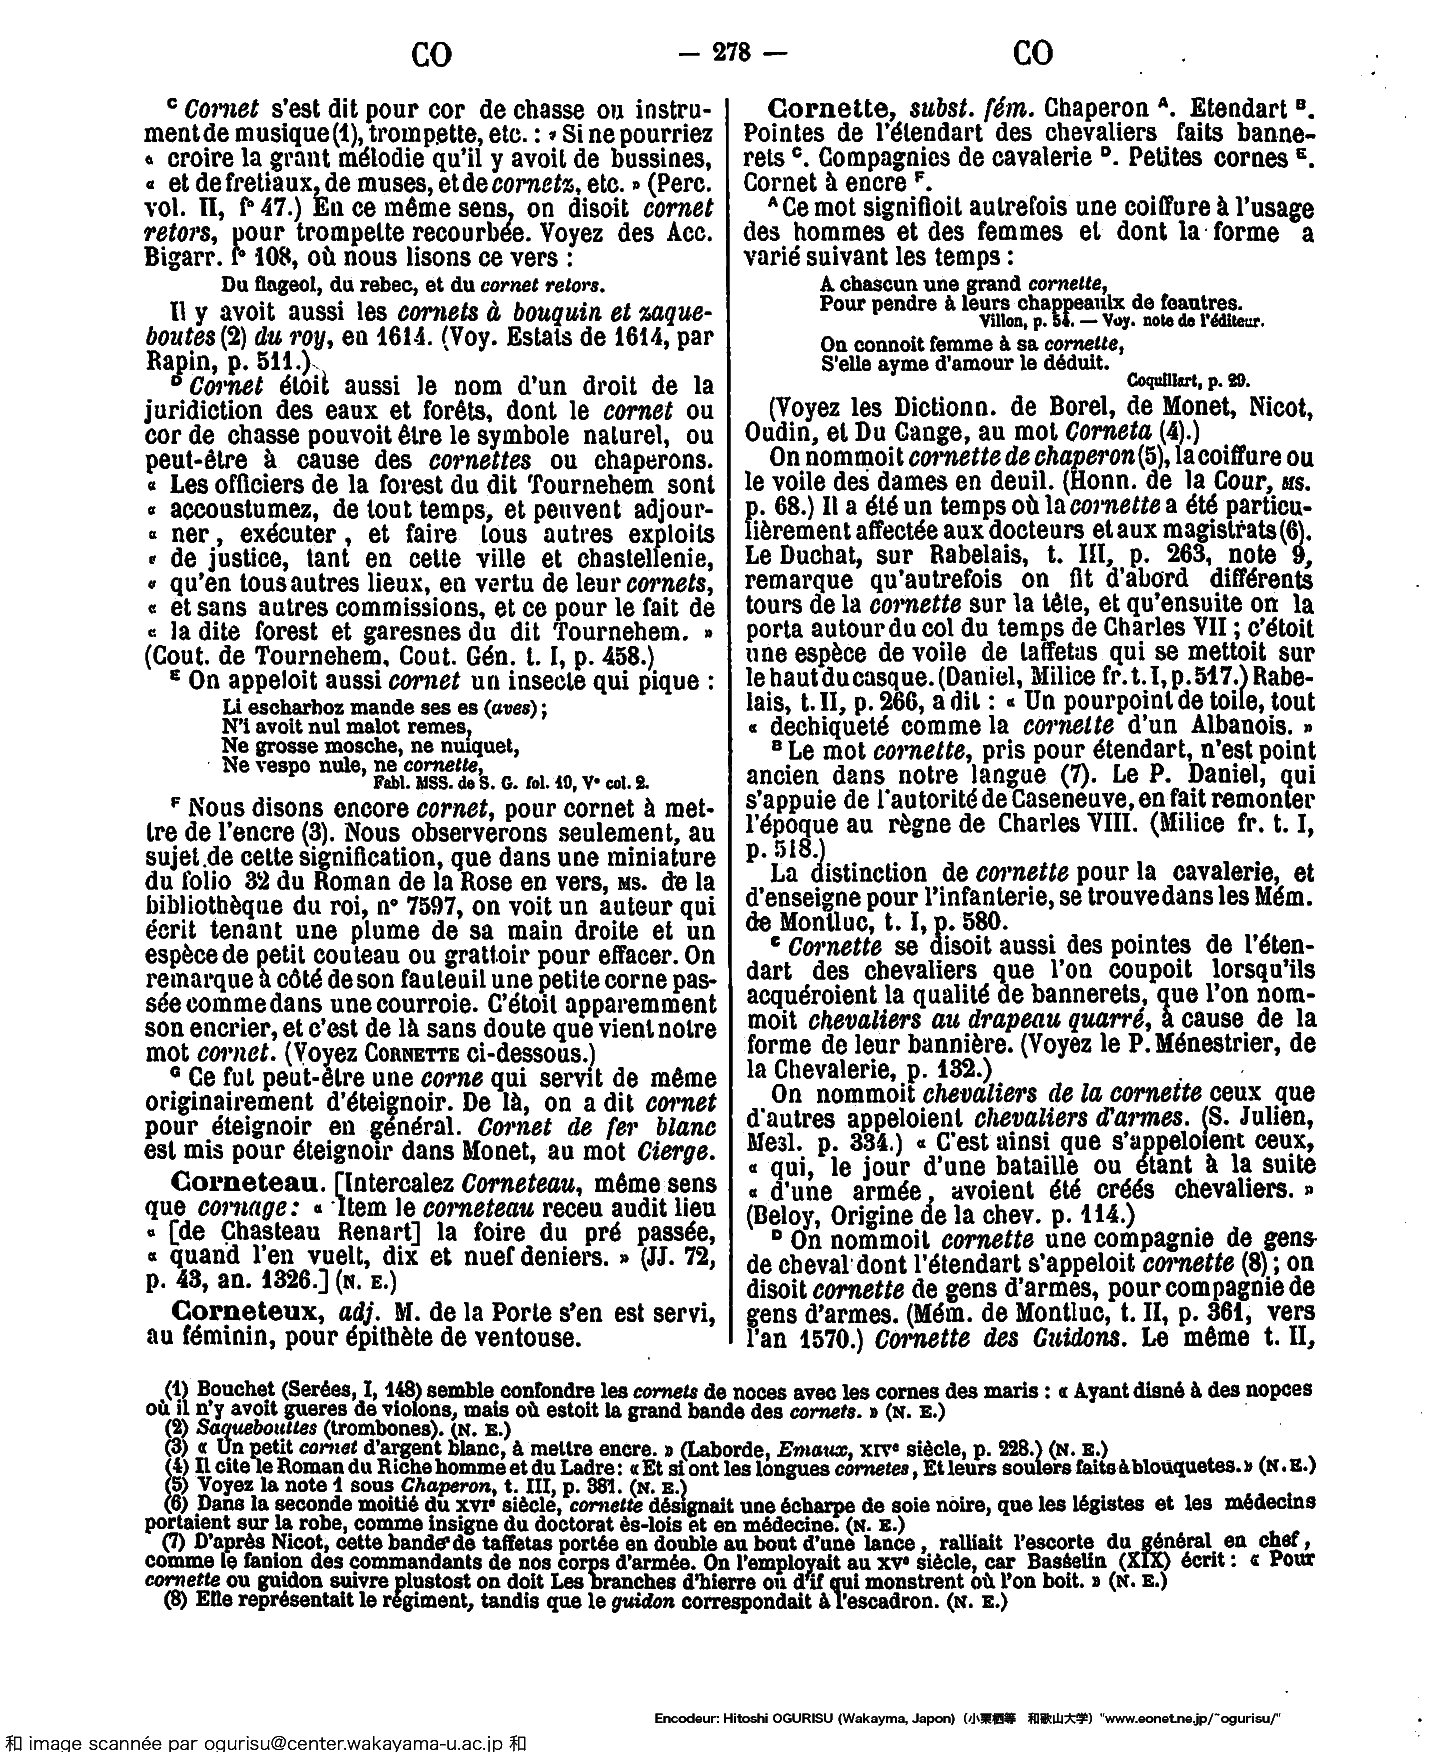 CO
— 278 —
CO
C Cornet s'est dit pour cor de chasse ou instru-
ment de musique (1), trompette, etc. : « Si ne pourriez
« croire la grant mélodie qu'il y avoit de bussines,
« et de fretiaux, de muses, et de cornetz, etc. » (Perc.
vol. II, f° 47.) En ce même sens, on disoit cornet
retors, pour trompette recourbée. Voyez des Acc.
Bigarr. f° 108, où nous lisons ce vers :
Du flageol, du rebec, et du cornet retors.
Il y avoit aussi les cornets à bouquin et zaque-
boutes (2) du roy, en 1614. (Voy. Estats de 1614, par
Rapin, p. 511.)
D Cornet étoit aussi le nom d'un droit de la
juridiction des eaux et forêts, dont le cornet ou
cor de chasse pouvoit être le symbole naturel, ou
peut-être à cause des cornettes ou chaperons.
« Les officiers de la forest du dit Tournehem sont
« accoustumez, de tout temps, et peuvent adjour-
« ner, exécuter, et faire tous autres exploits
« de justice, tant en cette ville et chastellenie,
« qu'en tous autres lieux, en vertu de leur cornets,
« et sans autres commissions, et ce pour le fait de
« la dite forest et garesnes du dit Tournehem. »
(Cout. de Tournehem, Cout. Gén. t. I, p. 458.)
E On appeloit aussi cornet un insecte qui pique :
Li escharboz mande ses es (aves) ;
N'i avoit nul malot remes,
Ne grosse mosche, ne nuiquet,
Ne vespo nule, ne cornette,
Fabl. MSS. de S. G. fol. 19, V° col. 2.
F Nous disons encore cornet, pour cornet à met-
tre de l'encre (3). Nous observerons seulement, au
sujet de cette signification, que dans une miniature
du folio 32 du Roman de la Rose en vers, MS. de la
bibliothèque du roi, n° 7597, on voit un auteur qui
écrit tenant une plume de sa main droite et un
espèce de petit couteau ou grattoir pour effacer. On
remarque à côté de son fauteuil une petite corne pas-
sée comme dans une courroie. C'étoit apparemment
son encrier, et c'est de là sans doute que vient notre
mot cornet. (Voyez CORNETTE ci-dessous.)
G Ce fut peut-être une corne qui servit de même
originairement d'éteignoir. De là, on a dit cornet
pour éteignoir en général. Cornet de fer blanc
est mis pour éteignoir dans Monet, au mot Cierge.
Corneteau. [Intercalez Corneteau, même sens
que cornage : « Item le corneteau receu audit lieu
« [de Chasteau Renart] la foire du pré passée,
« quand l'en vuelt, dix et nuef deniers. » (JJ. 72,
p. 43, an. 1326.] (N. E.)
Corneteux, adj. M. de la Porte s'en est servi,
au féminin, pour épithète de ventouse.
Cornette, subst. fém. Chaperon A. Etendart B.
Pointes de l'étendart des chevaliers faits banne-
rets C. Compagnies de cavalerie D. Petites cornes E.
Cornet à encre F.
A Ce mot signifioit autrefois une coiffure à l'usage
des hommes et des femmes et dont la forme a
varié suivant les temps :
A chascun une grand cornette,
Pour pendre à leurs chappeaulx de feautres.
Villon, p. 54. — Voy. note de l'éditeur.
On connoit femme à sa cornette,
S'elle ayme d'amour le déduit.
Coquillart, p. 29.
(Voyez les Dictionn. de Borel, de Monet, Nicot,
Oudin, et Du Cange, au mot Corneta (4).)
On nommoit cornette de chaperon (5), la coiffure ou
le voile des dames en deuil. (Honn. de la Cour, MS.
p. 68.) Il a été un temps où la cornette a été particu-
lièrement affectée aux docteurs et aux magistrats (6).
Le Duchat, sur Rabelais, t. III, p. 263, note 9,
remarque qu'autrefois on fit d'abord différents
tours de la cornette sur la tête, et qu'ensuite on la
porta autour du col du temps de Charles VII ; c'étoit
une espèce de voile de taffetas qui se mettoit sur
le haut du casque. (Daniel, Milice fr. t. I, p. 517.) Rabe-
lais, t. II, p. 266, a dit : « Un pourpoint de toile, tout
« dechiqueté comme la cornette d'un Albanois. »
B Le mot cornette, pris pour étendart, n'est point
ancien dans notre langue (7). Le P. Daniel, qui
s'appuie de l'autorité de Caseneuve, en fait remonter
l'époque au règne de Charles VIII. (Milice fr. t. I,
p. 518.)
La distinction de cornette pour la cavalerie, et
d'enseigne pour l'infanterie, se trouve dans les Mém.
de Montluc, t. I, p. 580.
C Cornette se disoit aussi des pointes de l'éten-
dart des chevaliers que l'on coupoit lorsqu'ils
acquéroient la qualité de bannerets, que l'on nom-
moit chevaliers au drapeau quarré, à cause de la
forme de leur bannière. (Voyez le P. Ménestrier, de
la Chevalerie, p. 132.)
On nommoit chevaliers de la cornette ceux que
d'autres appeloient chevaliers d'armes. (S. Julien,
Mesl. p. 334.) « C'est ainsi que s'appeloient ceux,
« qui, le jour d'une bataille ou étant à la suite
« d'une armée, avoient été créés chevaliers. »
(Beloy, Origine de la chev. p. 114.)
D On nommoit cornette une compagnie de gens
de cheval dont l'étendart s'appeloit cornette (8) ; on
disoit cornette de gens d'armes, pour compagnie de
gens d'armes. (Mém. de Montluc, t. II, p. 361, vers
l'an 1570.) Cornette des Guidons. Le même t. II,
(1) Bouchet (Serées, I, 148) semble confondre les cornets de noces avec les cornes des maris : « Ayant disné à des nopces
où il n'y avoit gueres de violons, mais où estoit la grand bande des cornets. » (N. E.)
(2) Saquebouttes (trombones). (N. E.)
(3) « Un petit cornet d'argent blanc, à mettre encre. » (Laborde, Emaux, XIVe siècle, p. 228.) (N. E.)
(4) Il cite le Roman du Riche homme et du Ladre : « Et si ont les longues cornetes, Et leurs soulers faits à blouquetes. » (N. E.)
(5) Voyez la note 1 sous Chaperon, t. III, p. 381. (N. E.)
(6) Dans la seconde moitié du XVIe siècle, cornette désignait une écharpe de soie noire, que les légistes et les médecins
portaient sur la robe, comme insigne du doctorat ès-lois et en médecine. (N. E.)
(7) D'après Nicot, cette bande de taffetas portée en double au bout d'une lance, ralliait l'escorte du général en chef,
comme le fanion des commandants de nos corps d'armée. On l'employait au XVe siècle, car Basselin (XIX) écrit : « Pour
cornette ou guidon suivre plustost on doit Les branches d'hierre ou d'if qui monstrent où l'on boit. » (N. E.)
(8) Elle représentait le régiment, tandis que le guidon correspondait à l'escadron. (N. E.)
Encodeur: Hitoshi OGURISU (Wakayma, Japon) (小栗栖等 和歌山大学) "www.eonet.ne.jp/~ogurisu/"
和 image scannée par ogurisu@center.wakayama-u.ac.jp 和